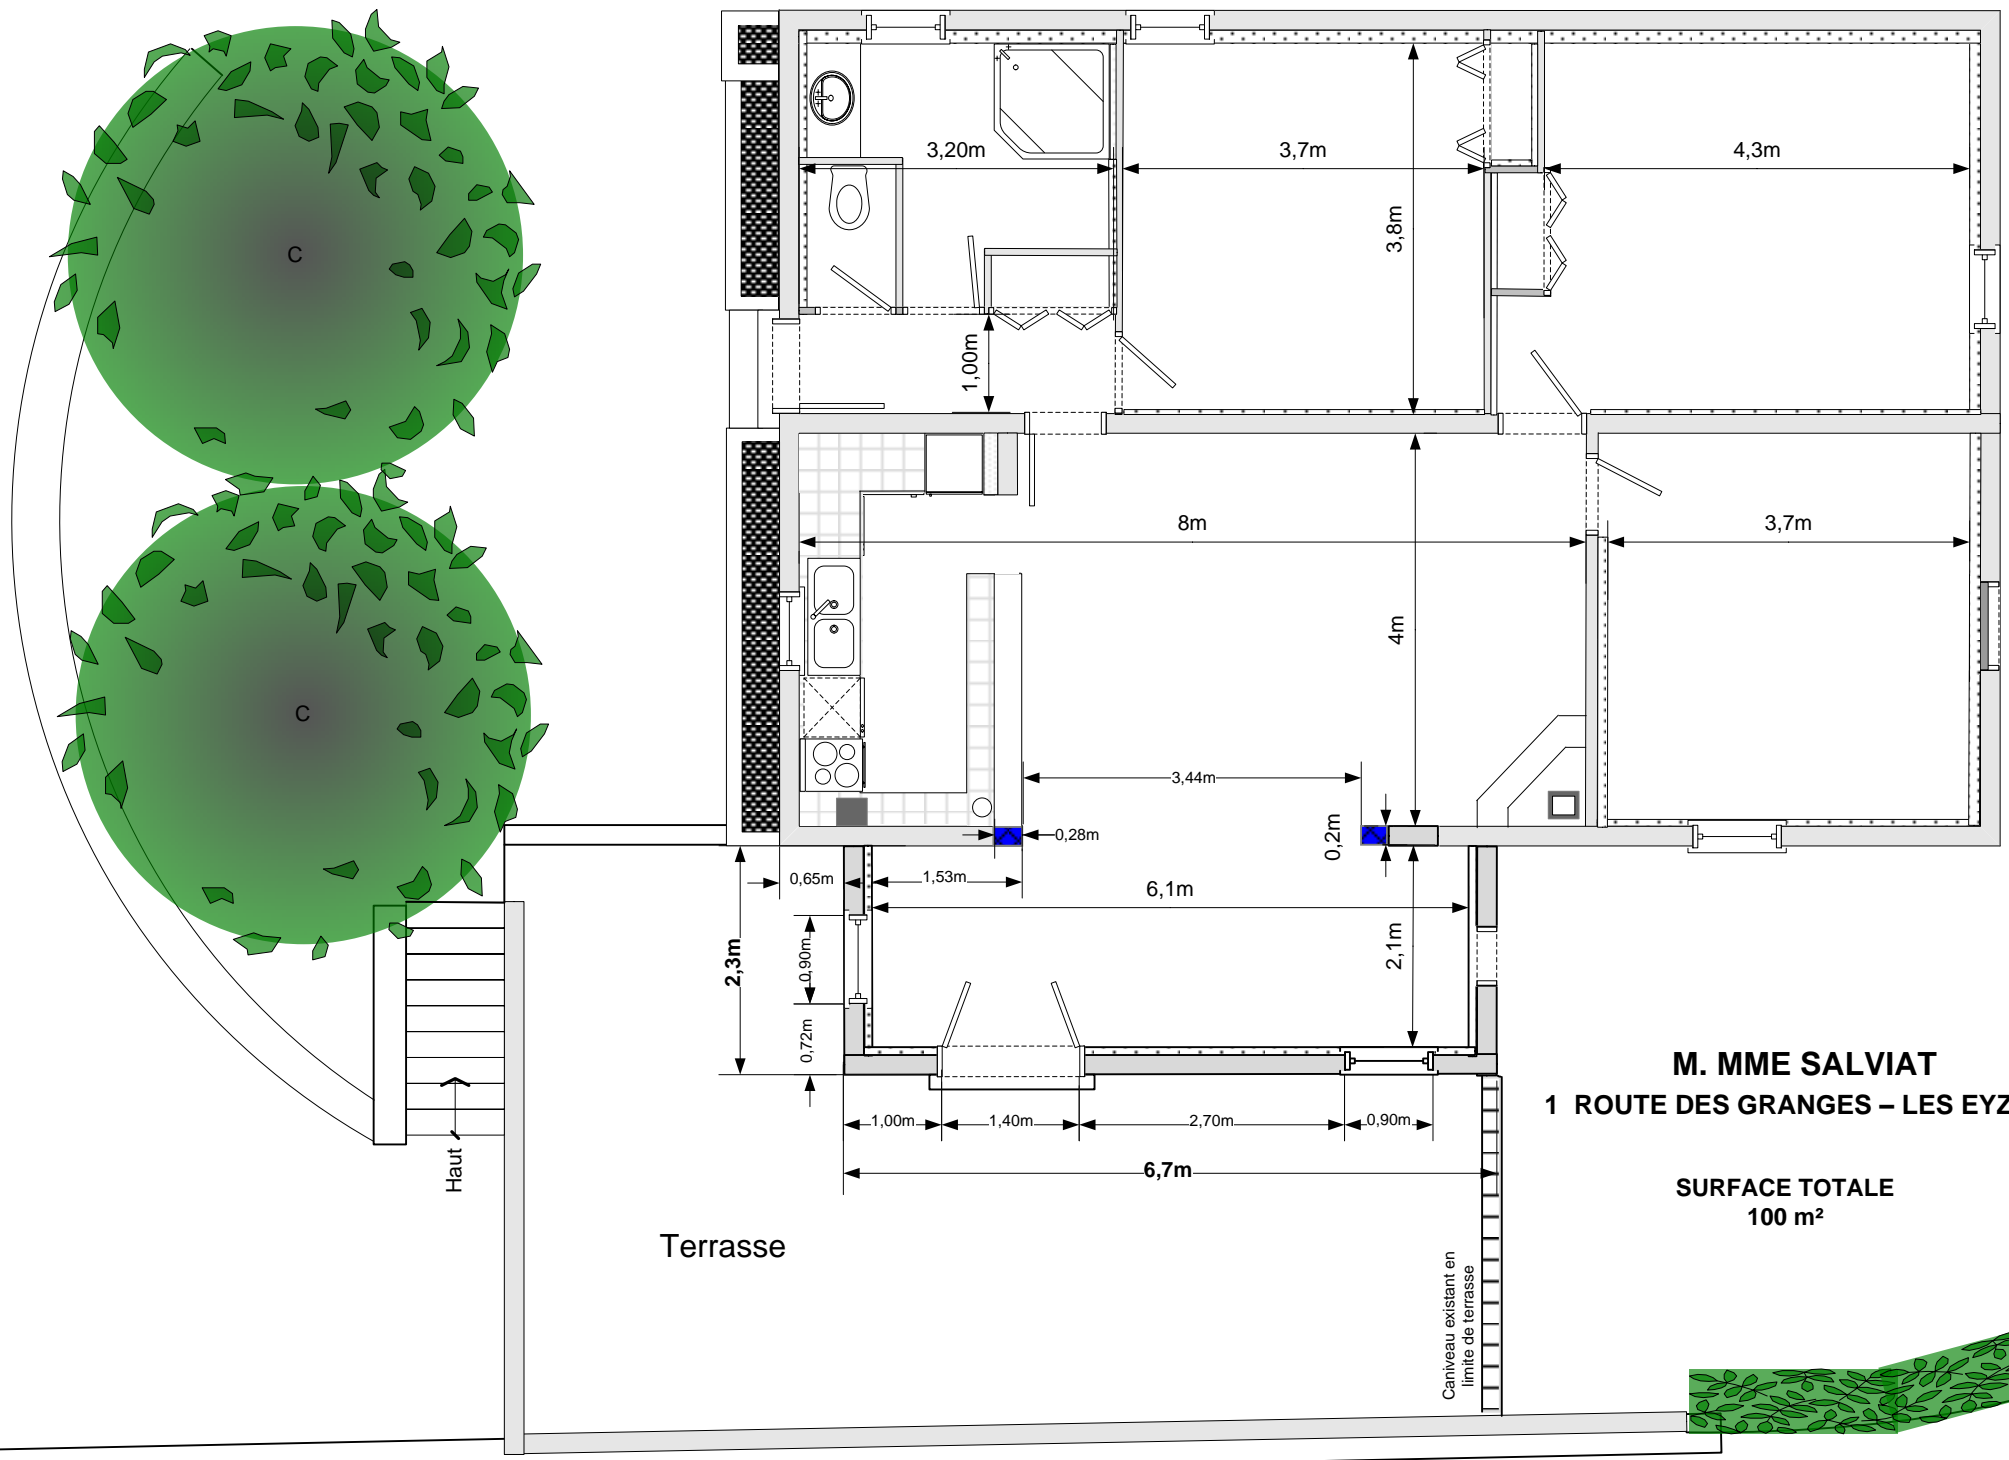 C
3,20m
3,7m
4,3m
3,8m
1,00m
8m
3,7m
4m
C
3,44m
0,28m
0,2m
0,65m
1,53m
6,1m
2,3m
0,90m
2,1m
0,72m
1,00m
1,40m
2,70m
0,90m
6,7m
Haut
Terrasse
Caniveau existant en
limite de terrasse
M. MME SALVIAT
1 ROUTE DES GRANGES – LES EYZ
SURFACE TOTALE
100 m²